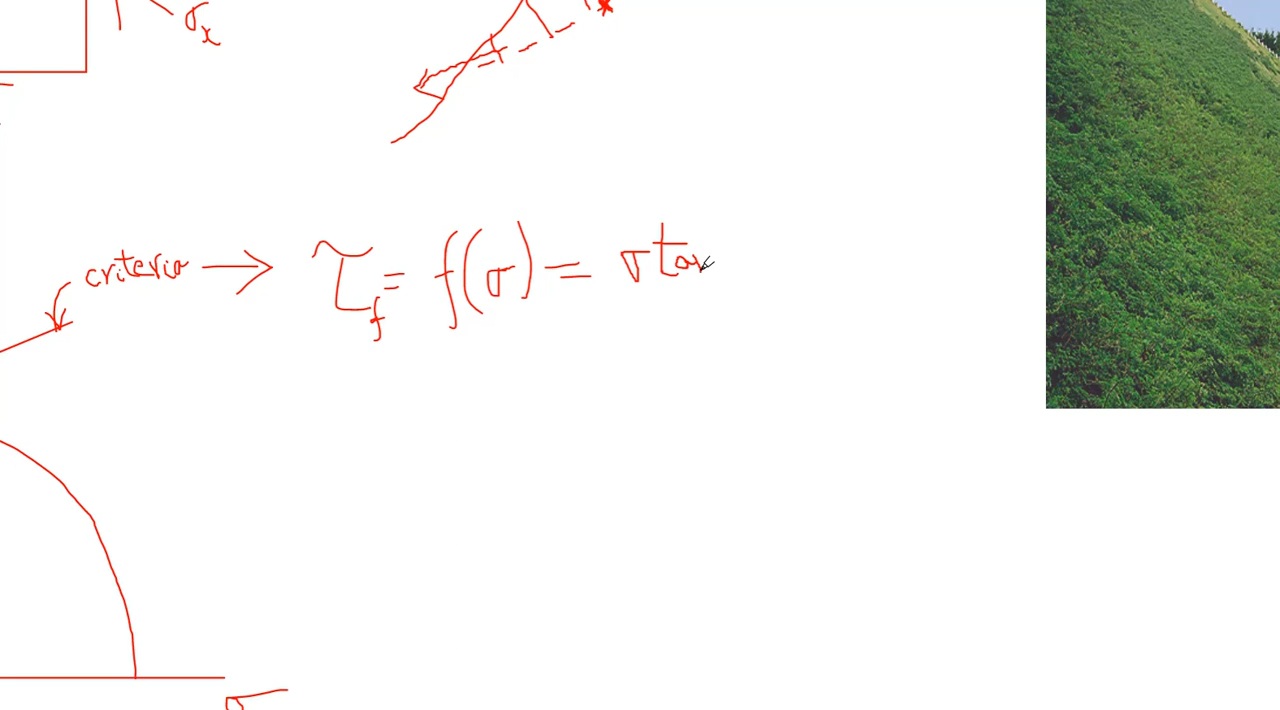 σx
criteria → τf = f(σ) = σ tan
σ